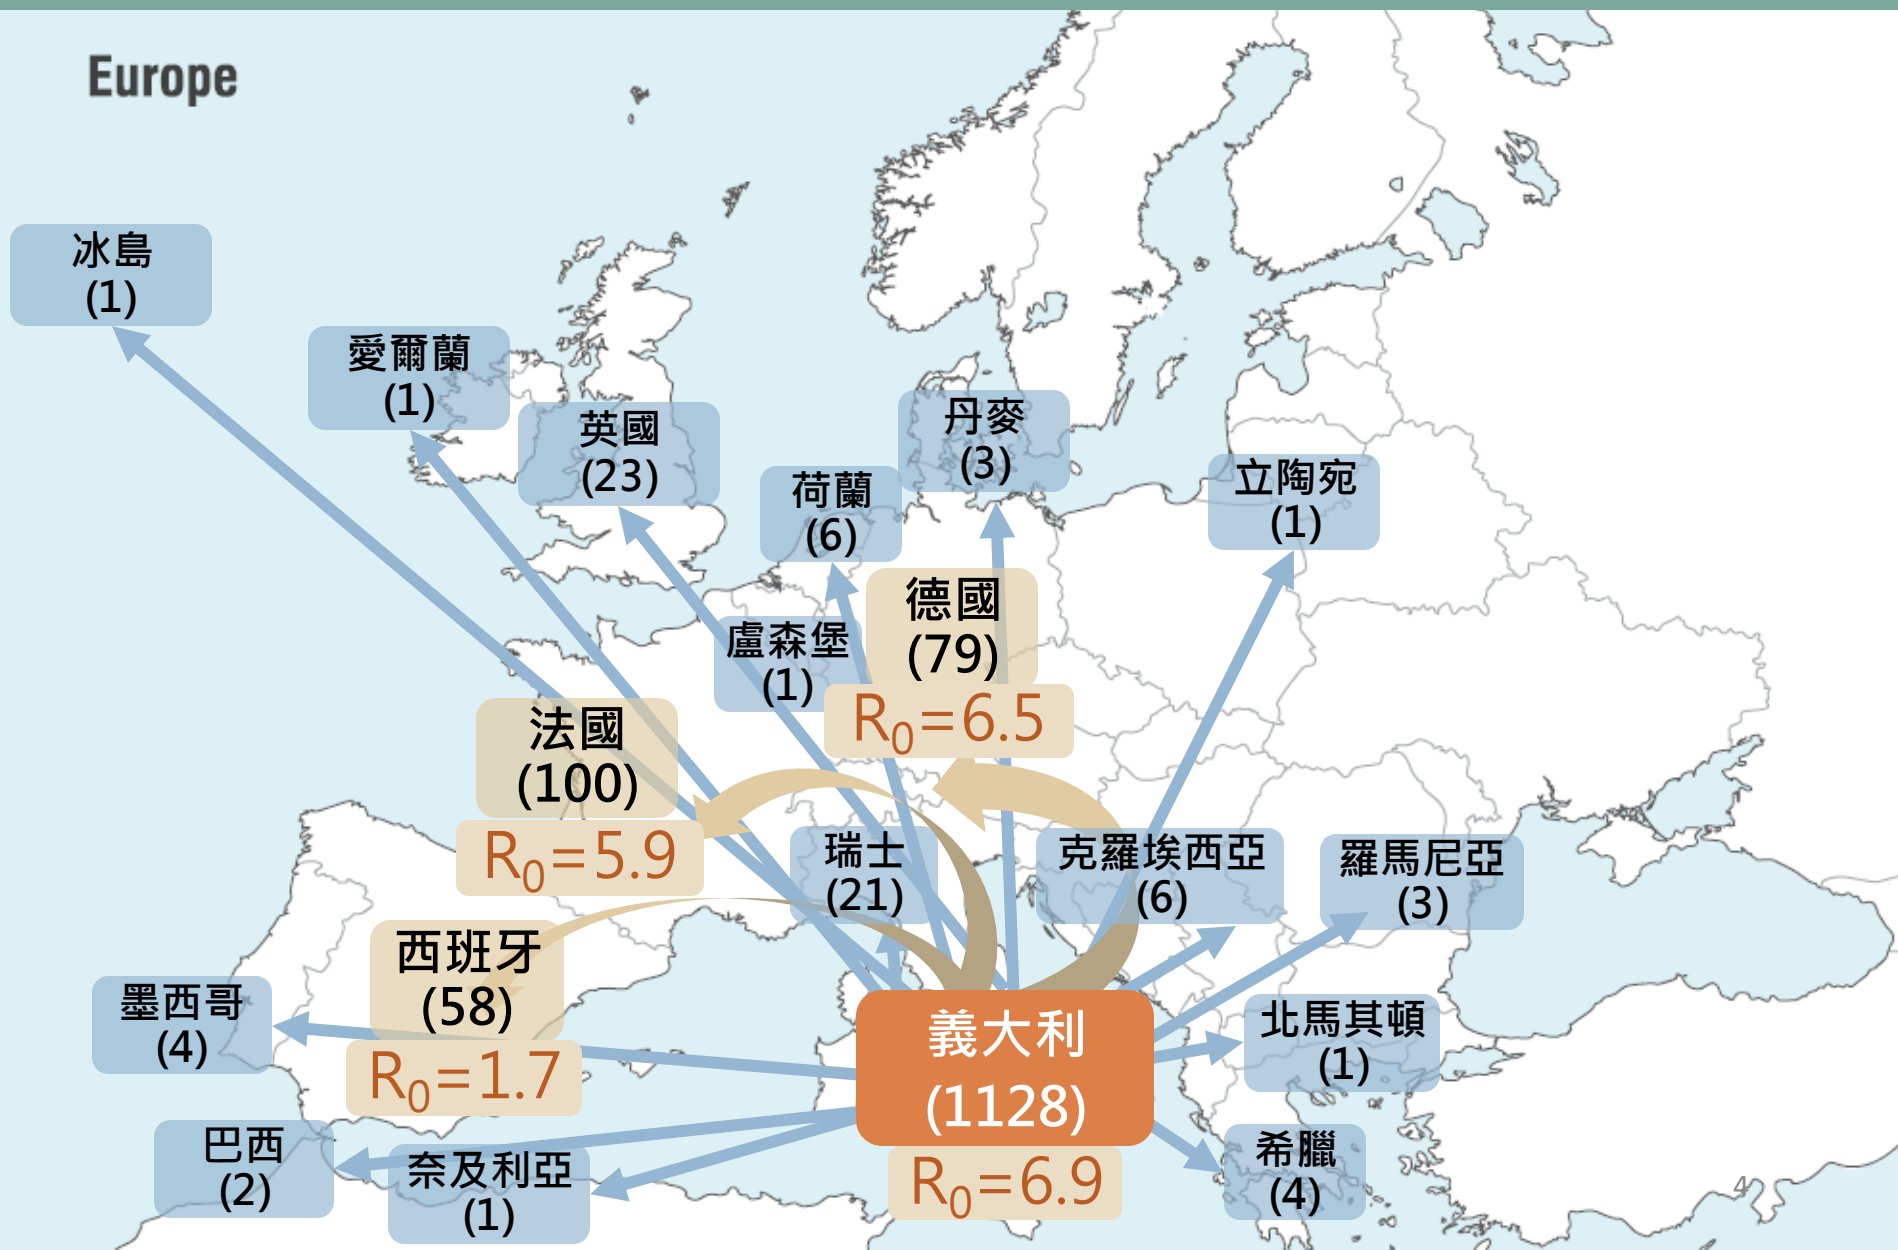 Europe
冰島
(1)
愛爾蘭
(1)
英國
(23)
丹麥
(3)
荷蘭
(6)
立陶宛
(1)
德國
(79)
R₀=6.5
盧森堡
(1)
法國
(100)
R₀=5.9
瑞士
(21)
克羅埃西亞
(6)
羅馬尼亞
(3)
西班牙
(58)
R₀=1.7
墨西哥
(4)
義大利
(1128)
R₀=6.9
北馬其頓
(1)
巴西
(2)
奈及利亞
(1)
希臘
(4)
4